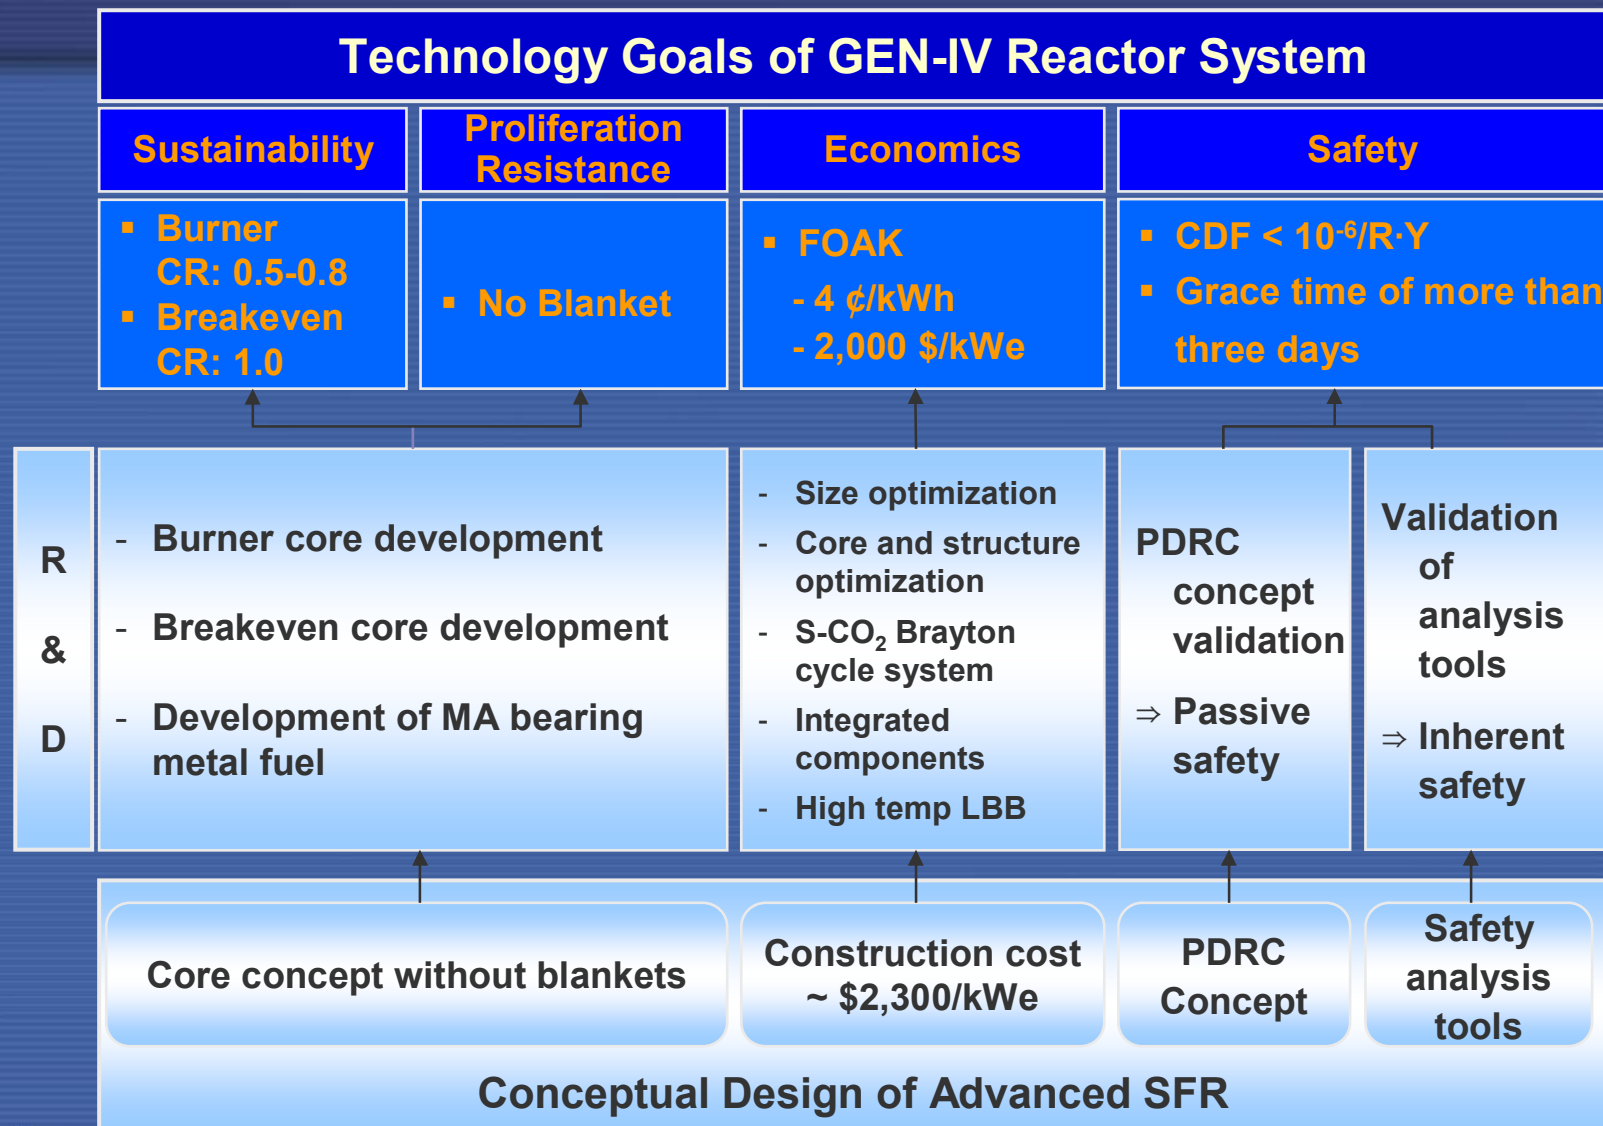 Technology Goals of GEN-IV Reactor System
Sustainability
Proliferation
Resistance
Economics
Safety
▪ Burner
CR: 0.5-0.8
▪ Breakeven
CR: 1.0
▪ No Blanket
▪ FOAK
- 4 ¢/kWh
- 2,000 $/kWe
▪ CDF < 10⁻⁶/R·Y
▪ Grace time of more than
three days
R
&
D
- Burner core development
- Breakeven core development
- Development of MA bearing
metal fuel
- Size optimization
- Core and structure
optimization
- S-CO₂ Brayton
cycle system
- Integrated
components
- High temp LBB
PDRC
concept
validation
⇒ Passive
safety
Validation
of
analysis
tools
⇒ Inherent
safety
Core concept without blankets
Construction cost
~ $2,300/kWe
PDRC
Concept
Safety
analysis
tools
Conceptual Design of Advanced SFR